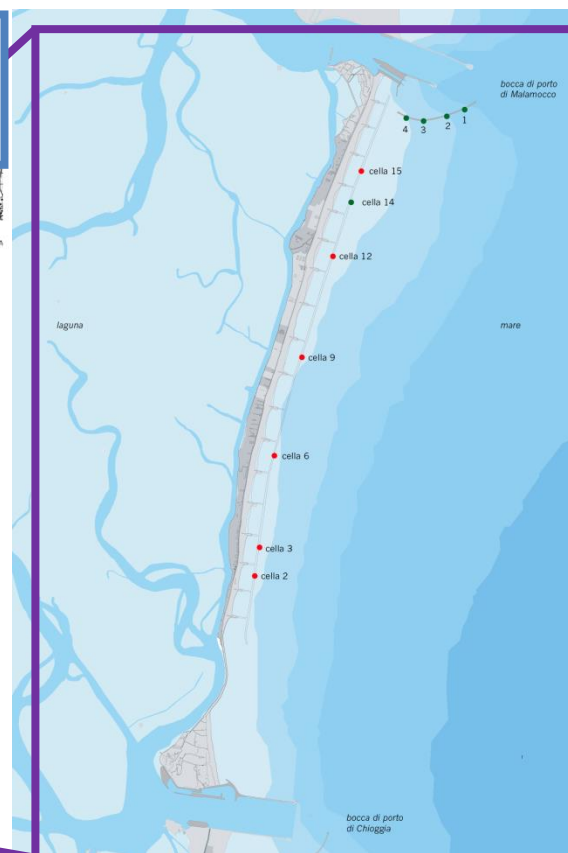 bocca di porto
di Malamocco
1
2
3
4
cella 15
cella 14
cella 12
laguna
mare
cella 9
cella 6
cella 3
cella 2
bocca di porto
di Chioggia